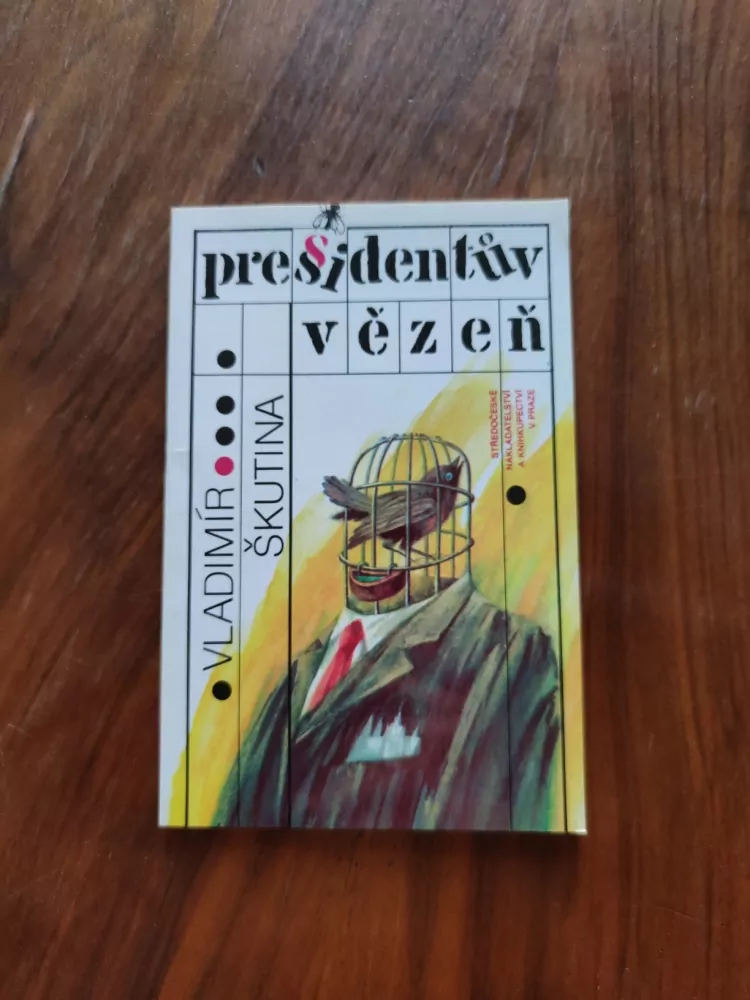 presidentův
vězeň
VLADIMÍR
ŠKUTINA
STŘEDOČESKÉ
NAKLADATELSTVÍ
A KNIHKUPECTVÍ
V PRAZE